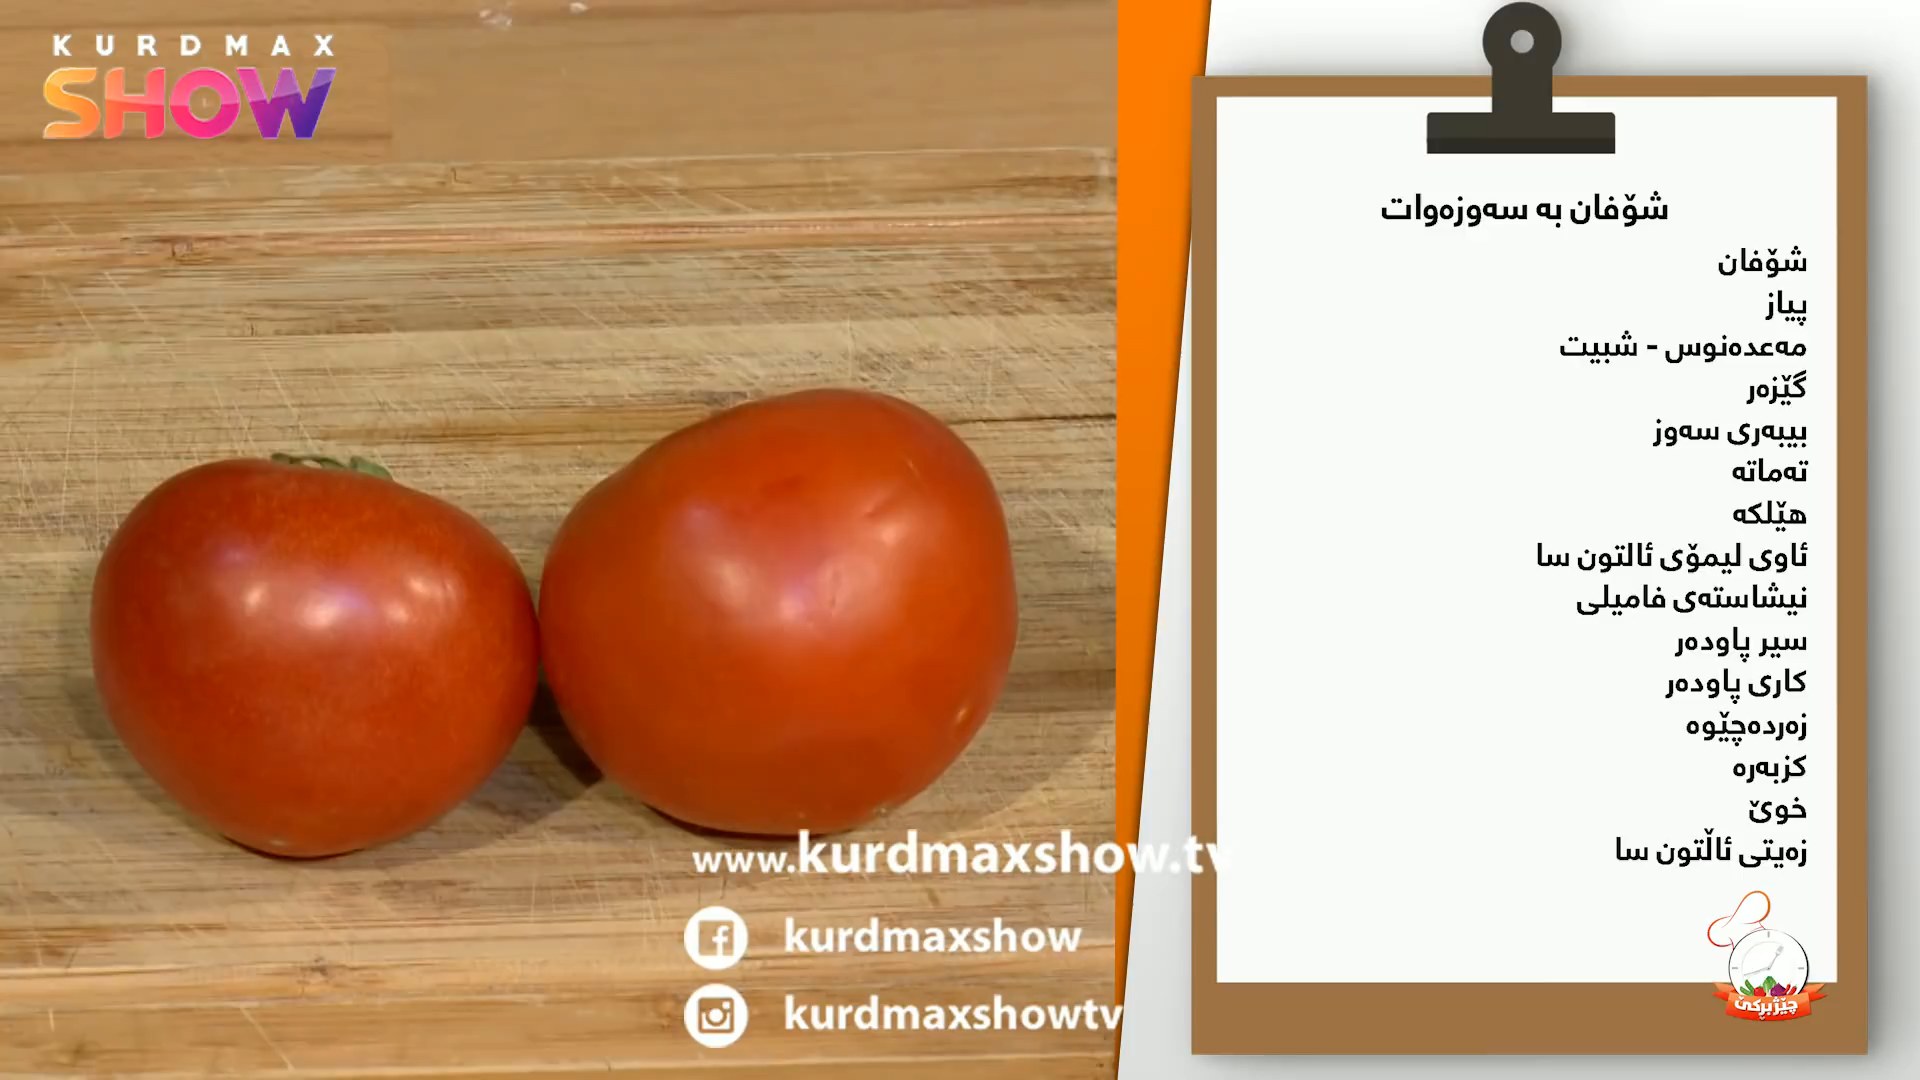 KURDMAX
SHOW
شۆفان بە سەوزەوات
شۆفان
پیاز
مەعدەنوس - شبیت
گێزەر
بیبەری سەوز
تەماتە
هێلکە
ئاوی لیمۆی ئالتون سا
نیشاستەی فامیلی
سیر پاودەر
کاری پاودەر
زەردەچێوە
کزبەرە
خوێ
زەیتی ئاڵتون سا
چێژبڕکێ
www.kurdmaxshow.tv
kurdmaxshow
kurdmaxshowtv